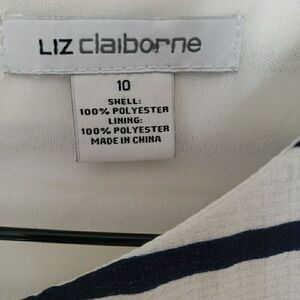 LIZ claiborne
10
SHELL:
100% POLYESTER
LINING:
100% POLYESTER
MADE IN CHINA